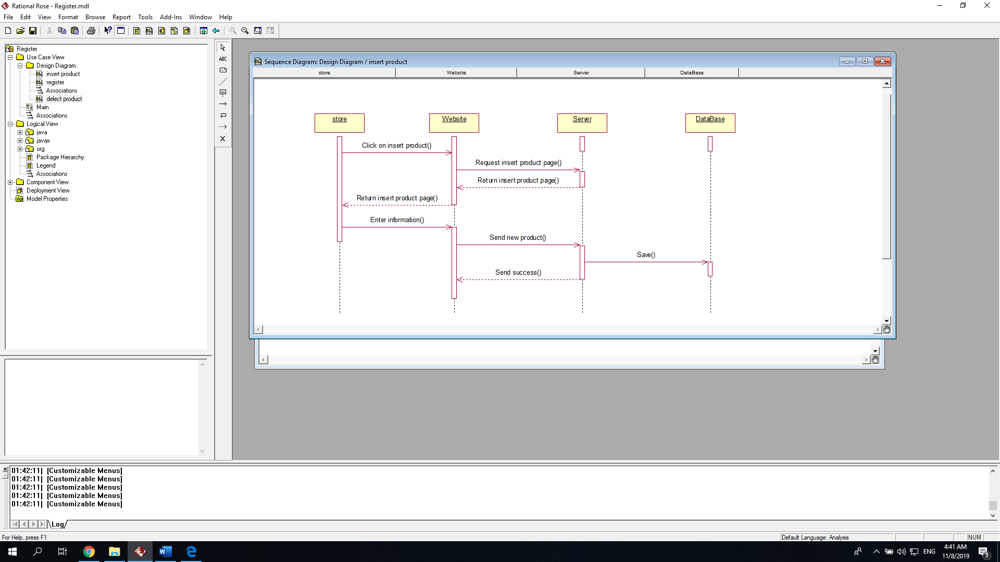 Rational Rose - Register.mdl
File Edit View Format Browse Report Tools Add-Ins Window Help
Register
Use Case View
Design Diagram
insert product
register
Associations
delect product
Main
Associations
Logical View
java
javax
org
Package Hierarchy
Legend
Associations
Component View
Deployment View
Model Properties
ABC
Sequence Diagram: Design Diagram / insert product
store Website Server DataBase
store Website Server DataBase
Click on insert product()
Request insert product page()
Return insert product page()
Return insert product page()
Enter information()
Send new product()
Save()
Send success()
01:42:11| [Customizable Menus]
01:42:11| [Customizable Menus]
01:42:11| [Customizable Menus]
01:42:11| [Customizable Menus]
01:42:11| [Customizable Menus]
Log
For Help, press F1
Default Language: Analysis NUM
ENG
4:41 AM
11/8/2019
3